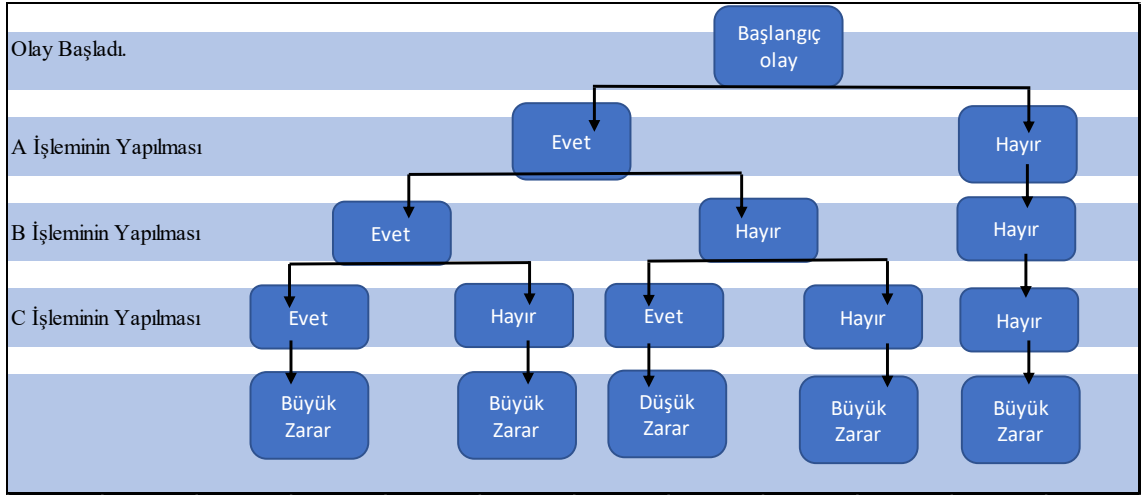 Olay Başladı.
Başlangıç
olay
A İşleminin Yapılması
Evet
Hayır
B İşleminin Yapılması
Evet
Hayır
Hayır
C İşleminin Yapılması
Evet
Hayır
Evet
Hayır
Hayır
Büyük
Zarar
Büyük
Zarar
Düşük
Zarar
Büyük
Zarar
Büyük
Zarar